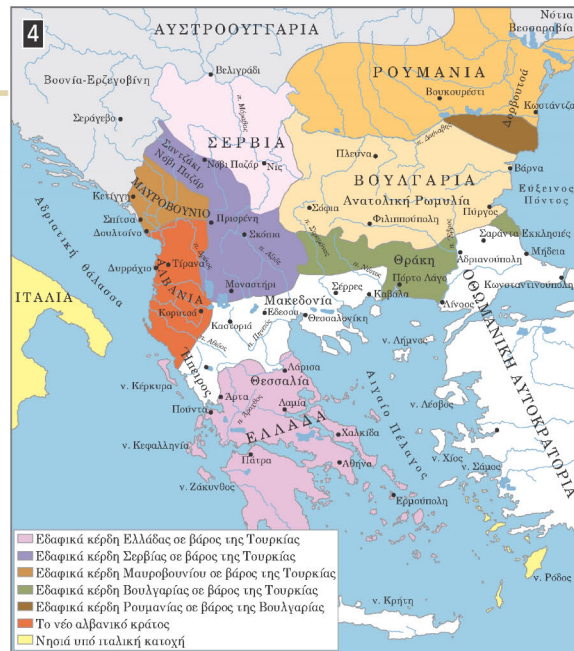 4
ΑΥΣΤΡΟΟΥΓΓΑΡΙΑ
Νότια
Βεσσαραβία
Βοσνία-Ερζεγοβίνη
Βελιγράδι
ΡΟΥΜΑΝΙΑ
Σεράγεβο
π. Μόραβας
Βουκουρέστι
Κωστάντζα
ΣΕΡΒΙΑ
π. Δούναβης
Σαντζάκι
Νόβι Παζάρ
Νόβι Παζάρ
Νις
Πλεύνα
Βάρνα
ΒΟΥΛΓΑΡΙΑ
Εύξεινος
Πόντος
Κετίγγη
ΜΑΥΡΟΒΟΥΝΙΟ
Ανατολική Ρωμυλία
Πύργος
Σπίτσα
Πρισρένη
Σόφια
Φιλιππούπολη
Δουλτσίνο
Σκόπια
Σαράντα Εκκλησιές
Αδριατική θάλασσα
Θράκη
Αδριανούπολη
Μήδεια
Τίρανα
Δυρράχιο
π. Νέστος
Πόρτο Λάγο
Κωνσταντινούπολη
ΙΤΑΛΙΑ
ΑΛΒΑΝΙΑ
Μοναστήρι
Σέρρες
Μακεδονία
Καβάλα
Αίνος
Κορυτσά
Έδεσσα
Θεσσαλονίκη
Καστοριά
ΟΘΩΜΑΝΙΚΗ ΑΥΤΟΚΡΑΤΟΡΙΑ
Ήπειρος
ν. Λήμνος
Λάρισα
Θεσσαλία
ν. Κέρκυρα
Άρτα
Αιγαίο Πέλαγος
Πούντα
Λαμία
ν. Λέσβος
ΕΛΛΑΔΑ
ν. Κεφαλληνία
Χαλκίδα
ν. Χίος
Πάτρα
Αθήνα
ν. Σάμος
ν. Ζάκυνθος
Ερμούπολη
Εδαφικά κέρδη Ελλάδας σε βάρος της Τουρκίας
Εδαφικά κέρδη Σερβίας σε βάρος της Τουρκίας
Εδαφικά κέρδη Μαυροβουνίου σε βάρος της Τουρκίας
Εδαφικά κέρδη Βουλγαρίας σε βάρος της Τουρκίας
Εδαφικά κέρδη Ρουμανίας σε βάρος της Βουλγαρίας
Το νέο αλβανικό κράτος
Νησιά υπό ιταλική κατοχή
ν. Ρόδος
ν. Κρήτη